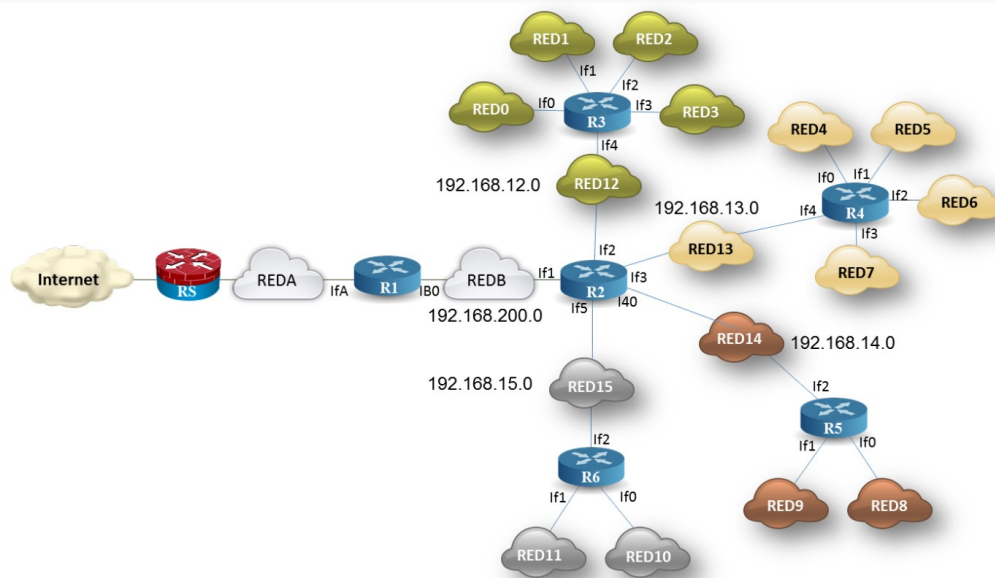 RED1
RED2
If1
If2
RED0
If0
If3
RED3
R3
If4
RED4
RED5
192.168.12.0
RED12
If0
If1
If2
RED6
192.168.13.0
If4
R4
If3
RED13
RED7
If2
Internet
RS
REDA
IfA
R1
IB0
REDB
If1
R2
If3
I40
If5
192.168.200.0
RED14
192.168.14.0
192.168.15.0
RED15
If2
R5
If1
If0
If2
R6
If1
If0
RED9
RED8
RED11
RED10